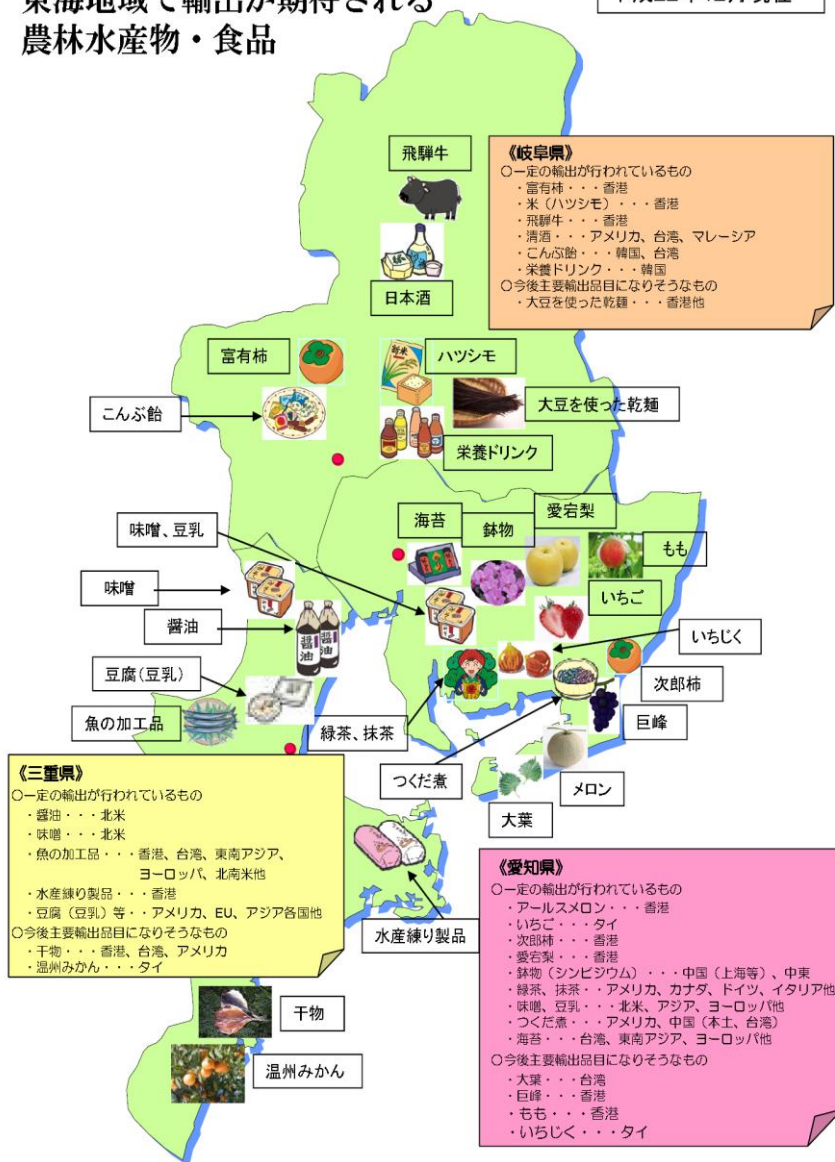 東海地域で輸出が期待される
農林水産物・食品
飛騨牛
日本酒
《岐阜県》
○一定の輸出が行われているもの
・富有柿・・・香港
・米（ハツシモ）・・・香港
・飛騨牛・・・香港
・清酒・・・アメリカ、台湾、マレーシア
・こんぶ飴・・・韓国、台湾
・栄養ドリンク・・・韓国
○今後主要輸出品目になりそうなもの
・大豆を使った乾麺・・・香港他
富有柿
新米
ハツシモ
こんぶ飴
大豆を使った乾麺
栄養ドリンク
味噌、豆乳
海苔
鉢物
愛宕梨
もも
味噌
いちご
醤油
醤油
醤油
いちじく
豆腐(豆乳)
次郎柿
魚の加工品
緑茶、抹茶
巨峰
つくだ煮
メロン
大葉
《三重県》
○一定の輸出が行われているもの
・醤油・・・北米
・味噌・・・北米
・魚の加工品・・・香港、台湾、東南アジア、
ヨーロッパ、北南米他
・水産練り製品・・・香港
・豆腐（豆乳）等・・アメリカ、EU、アジア各国他
○今後主要輸出品目になりそうなもの
・干物・・・香港、台湾、アメリカ
・温州みかん・・・タイ
水産練り製品
《愛知県》
○一定の輸出が行われているもの
・アールスメロン・・・香港
・いちご・・・タイ
・次郎柿・・・香港
・愛宕梨・・・香港
・鉢物（シンビジウム）・・・中国（上海等）、中東
・緑茶、抹茶・・アメリカ、カナダ、ドイツ、イタリア他
・味噌、豆乳・・・北米、アジア、ヨーロッパ他
・つくだ煮・・・アメリカ、中国（本土、台湾）
・海苔・・・台湾、東南アジア、ヨーロッパ他
○今後主要輸出品目になりそうなもの
・大葉・・・台湾
・巨峰・・・香港
・もも・・・香港
・いちじく・・・タイ
干物
温州みかん